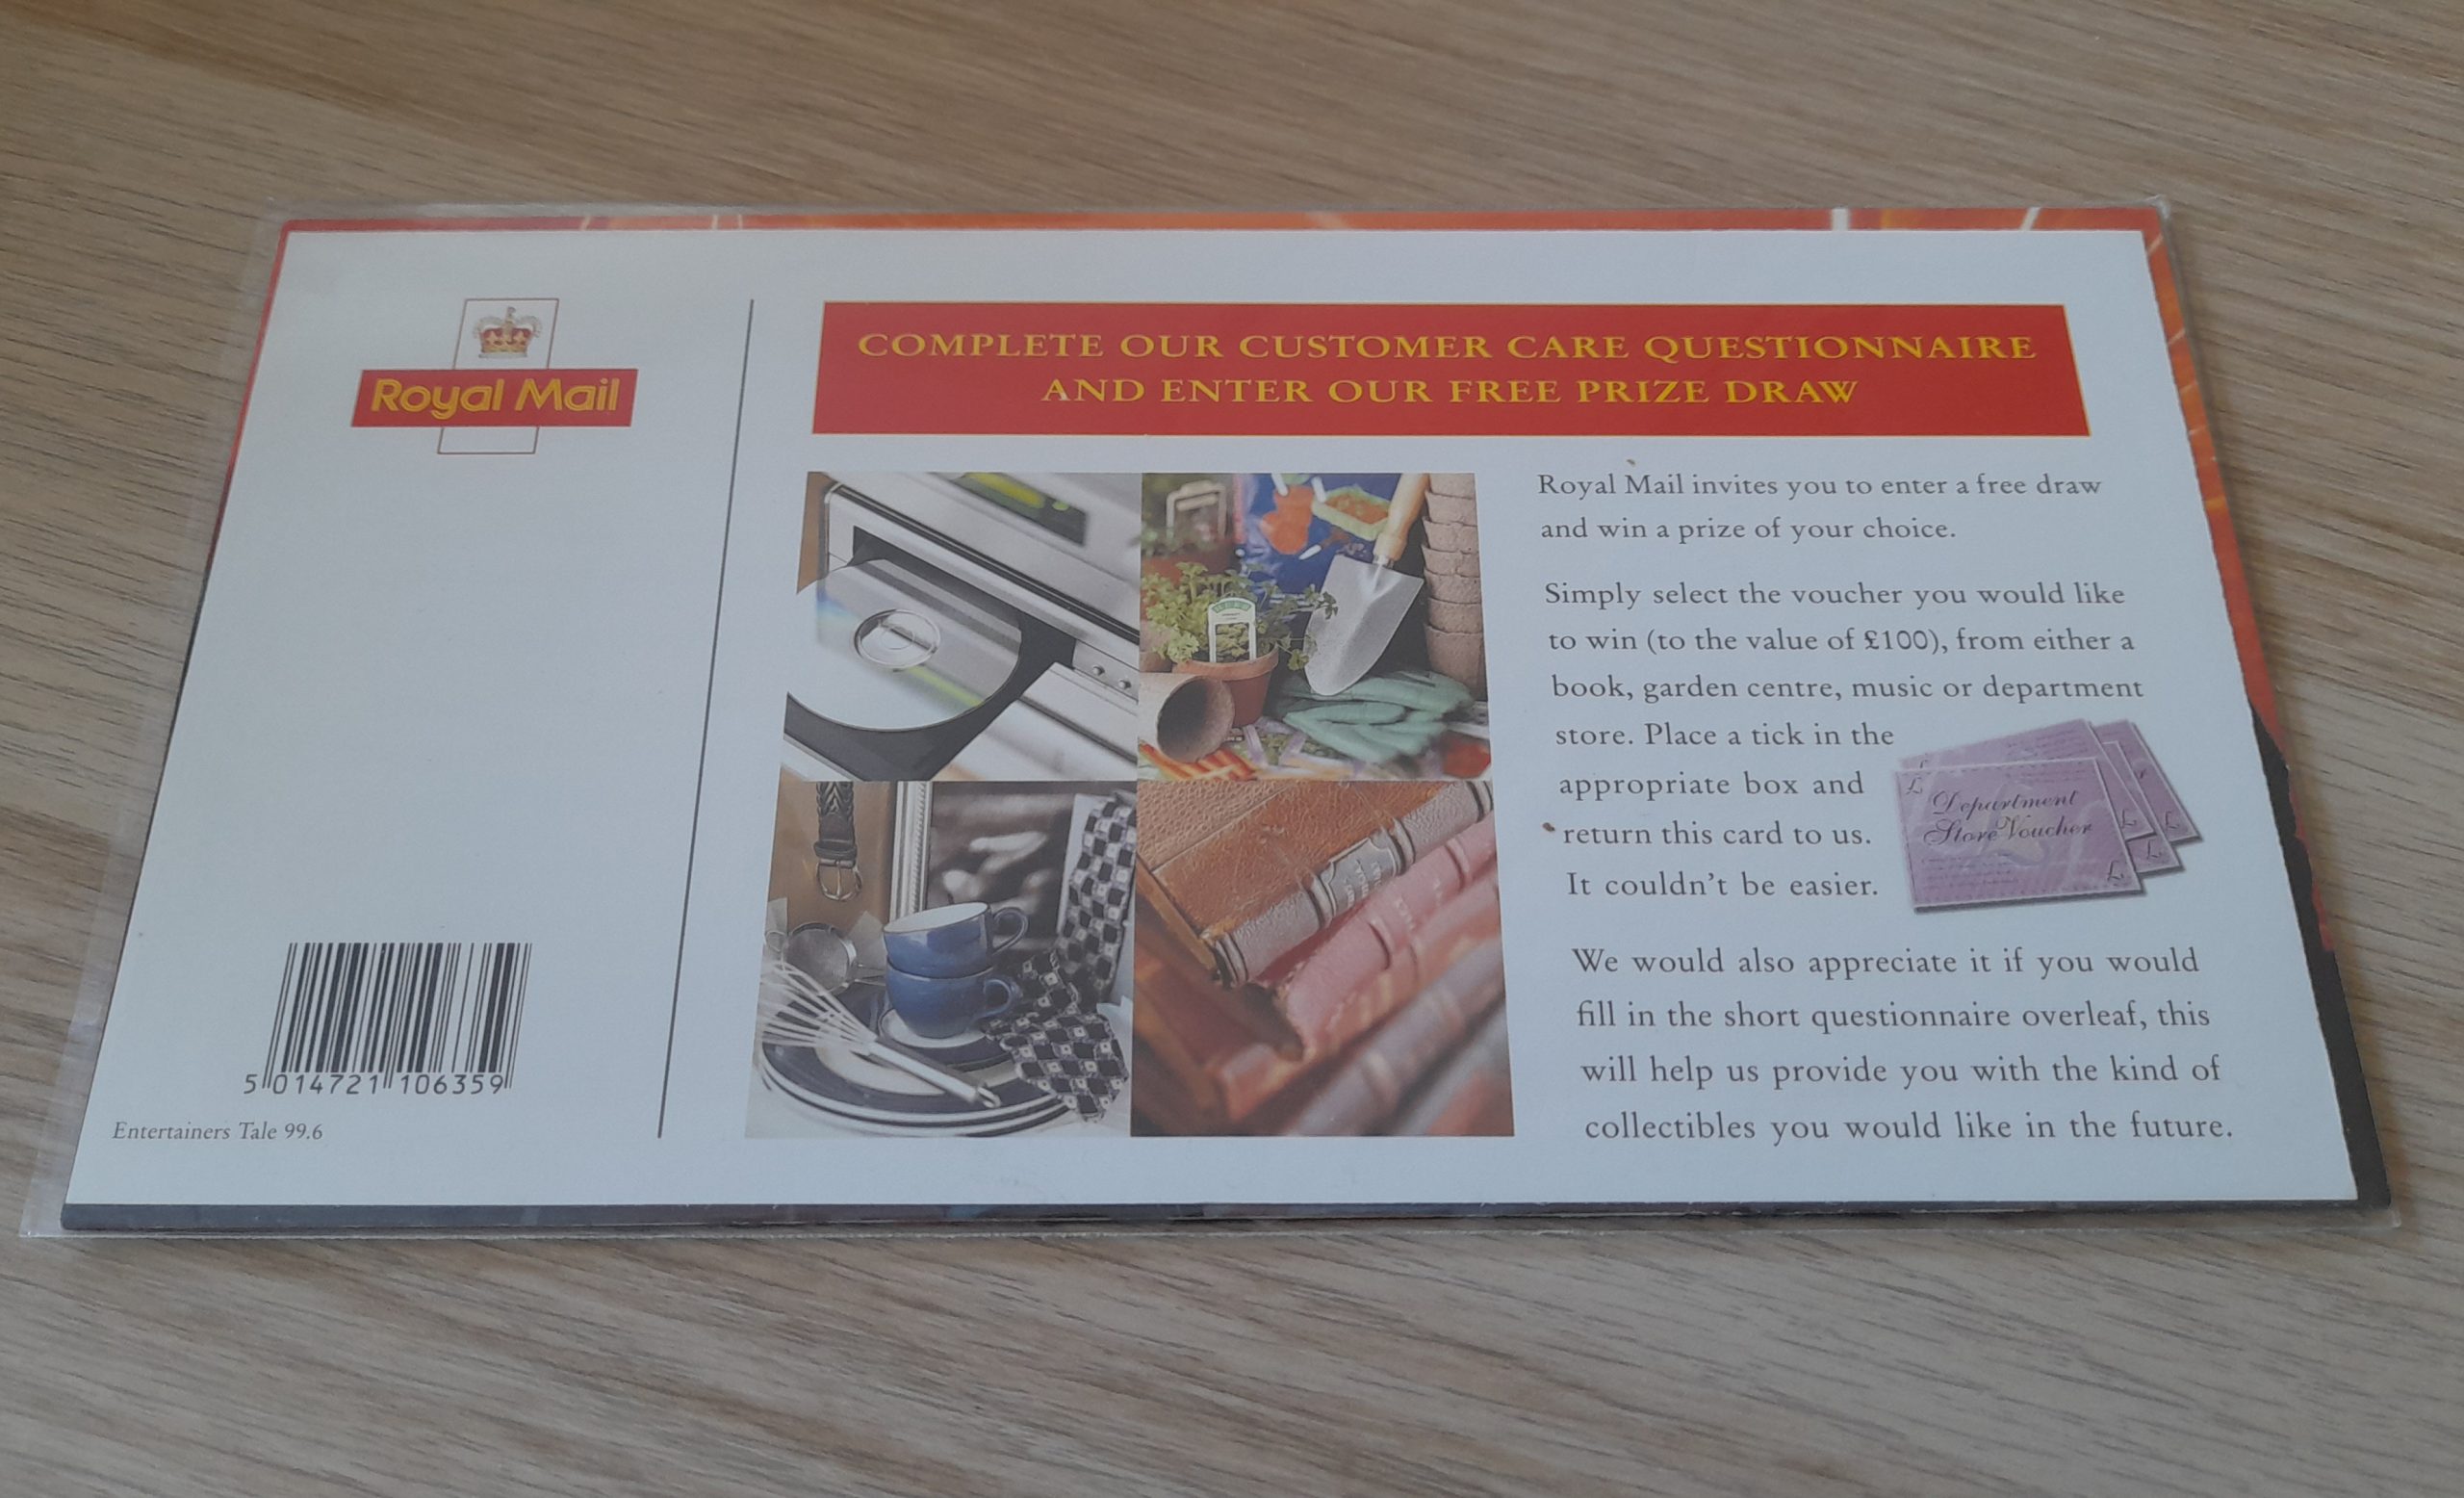 Royal Mail
5 014721 106359
Entertainers Tale 99.6
COMPLETE OUR CUSTOMER CARE QUESTIONNAIRE
AND ENTER OUR FREE PRIZE DRAW
Royal Mail invites you to enter a free draw
and win a prize of your choice.
Simply select the voucher you would like
to win (to the value of £100), from either a
book, garden centre, music or department
store. Place a tick in the
appropriate box and
return this card to us.
It couldn't be easier.
£
Department
Store Voucher
£
We would also appreciate it if you would
fill in the short questionnaire overleaf, this
will help us provide you with the kind of
collectibles you would like in the future.